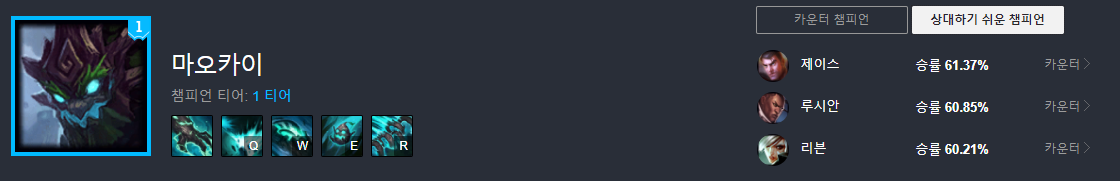 1
마오카이
챔피언 티어: 1 티어
Q W E R
카운터 챔피언 상대하기 쉬운 챔피언
제이스 승률 61.37% 카운터
루시안 승률 60.85% 카운터
리븐 승률 60.21% 카운터